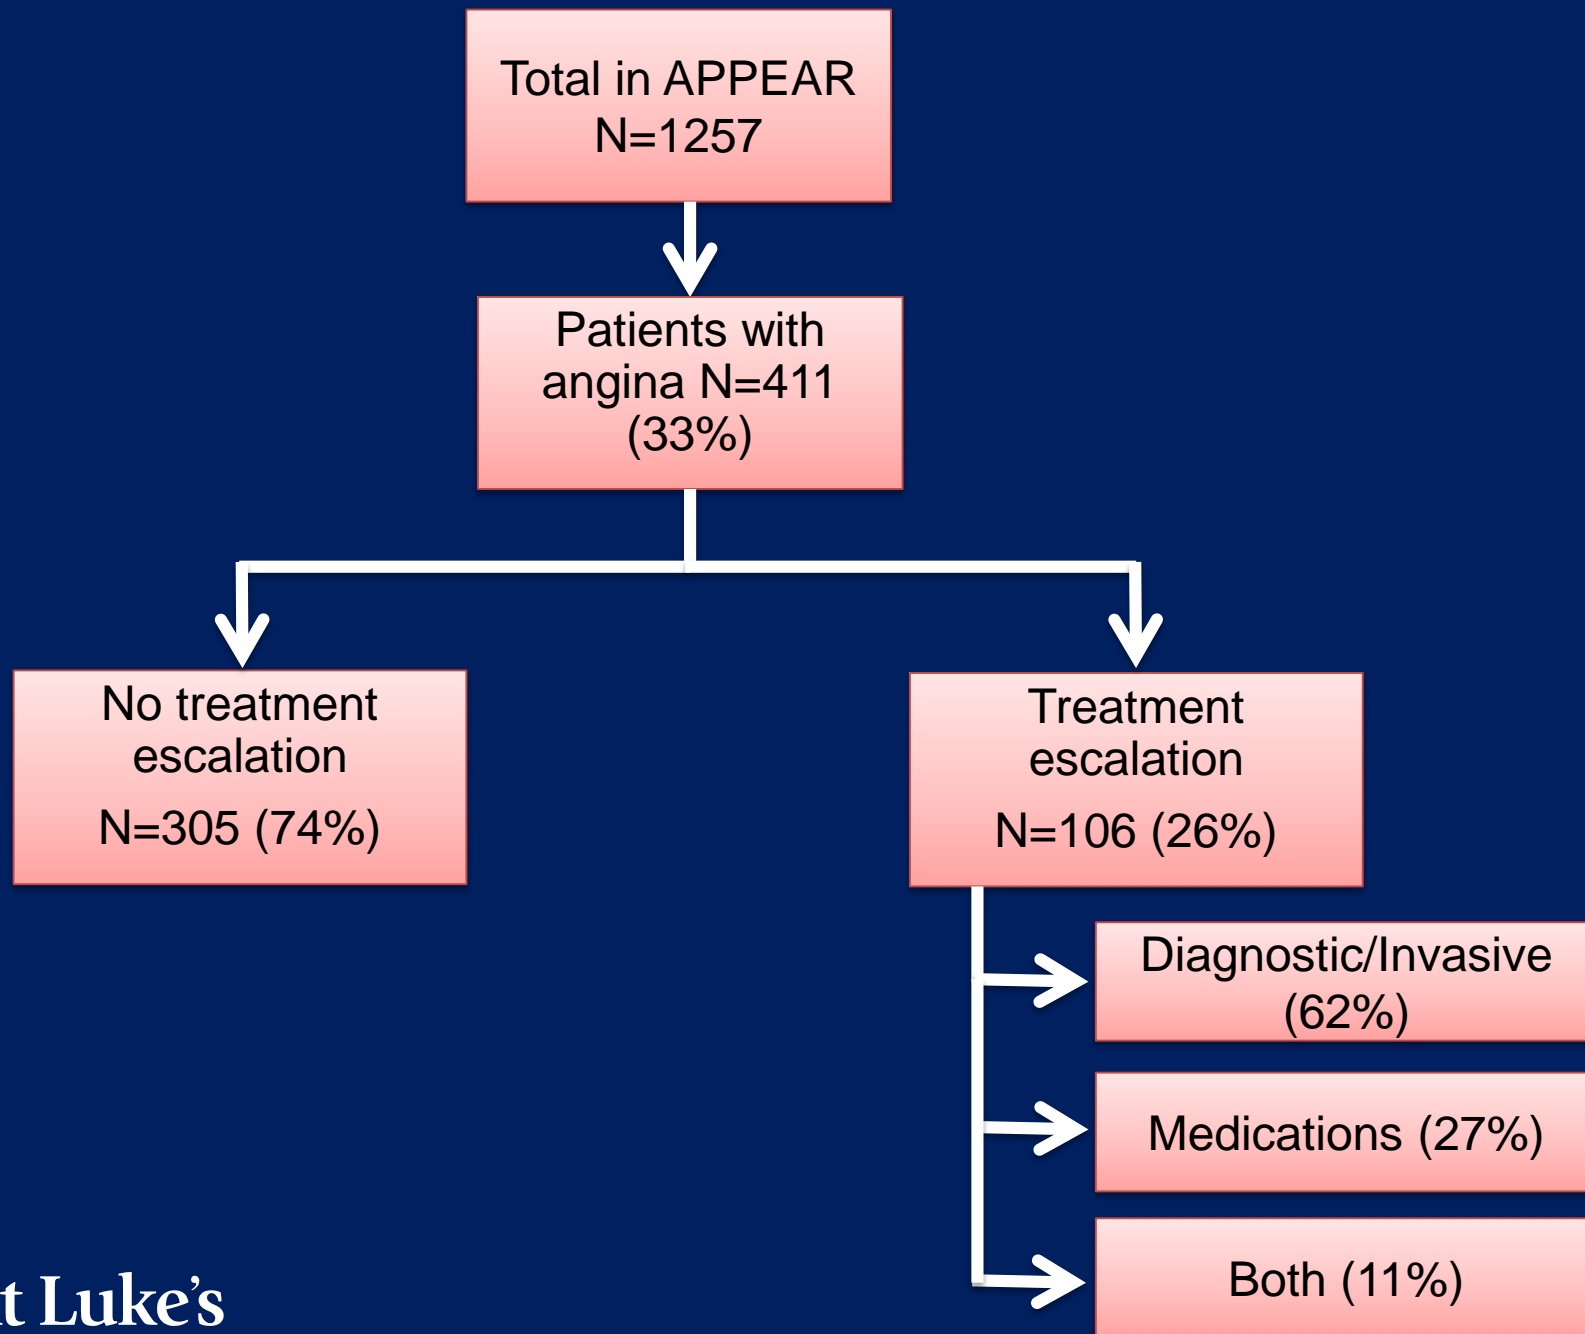 Total in APPEAR
N=1257
Patients with
angina N=411
(33%)
No treatment
escalation
N=305 (74%)
Treatment
escalation
N=106 (26%)
Diagnostic/Invasive
(62%)
Medications (27%)
Both (11%)
t Luke's